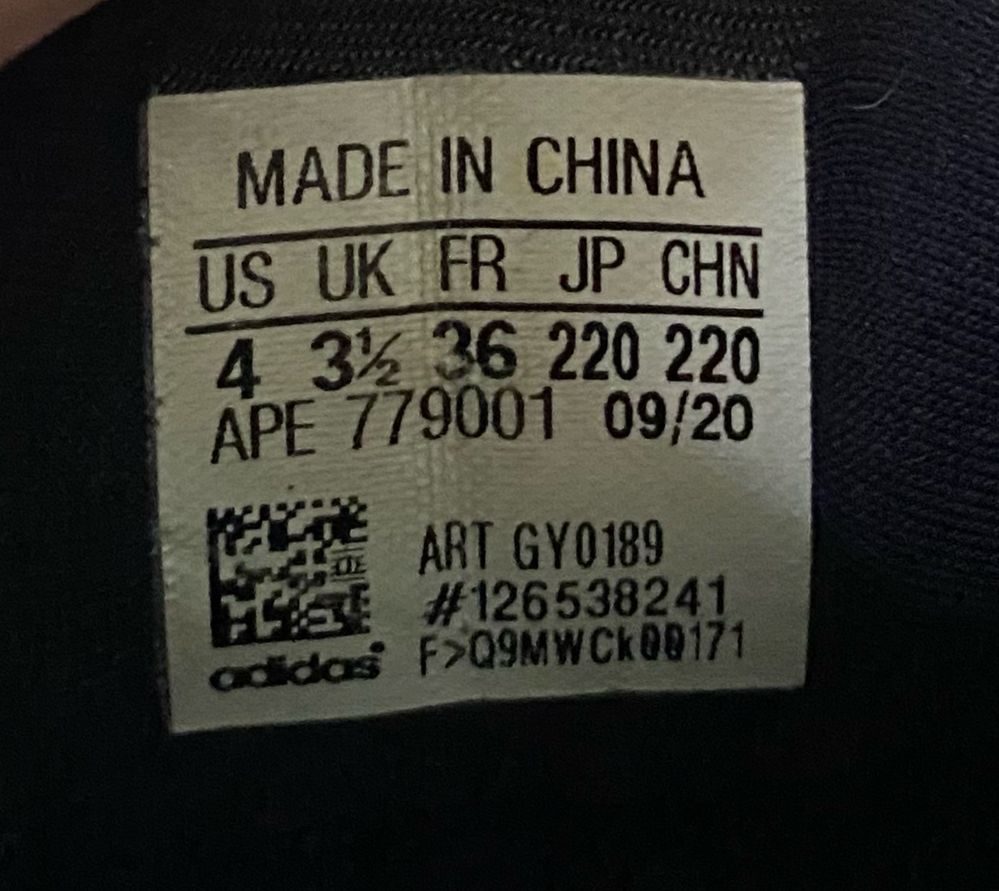 MADE IN CHINA
US UK FR JP CHN
4 3½ 36 220 220
APE 779001 09/20
ART GY0189
#126538241
F>Q9MWCk00171
adidas